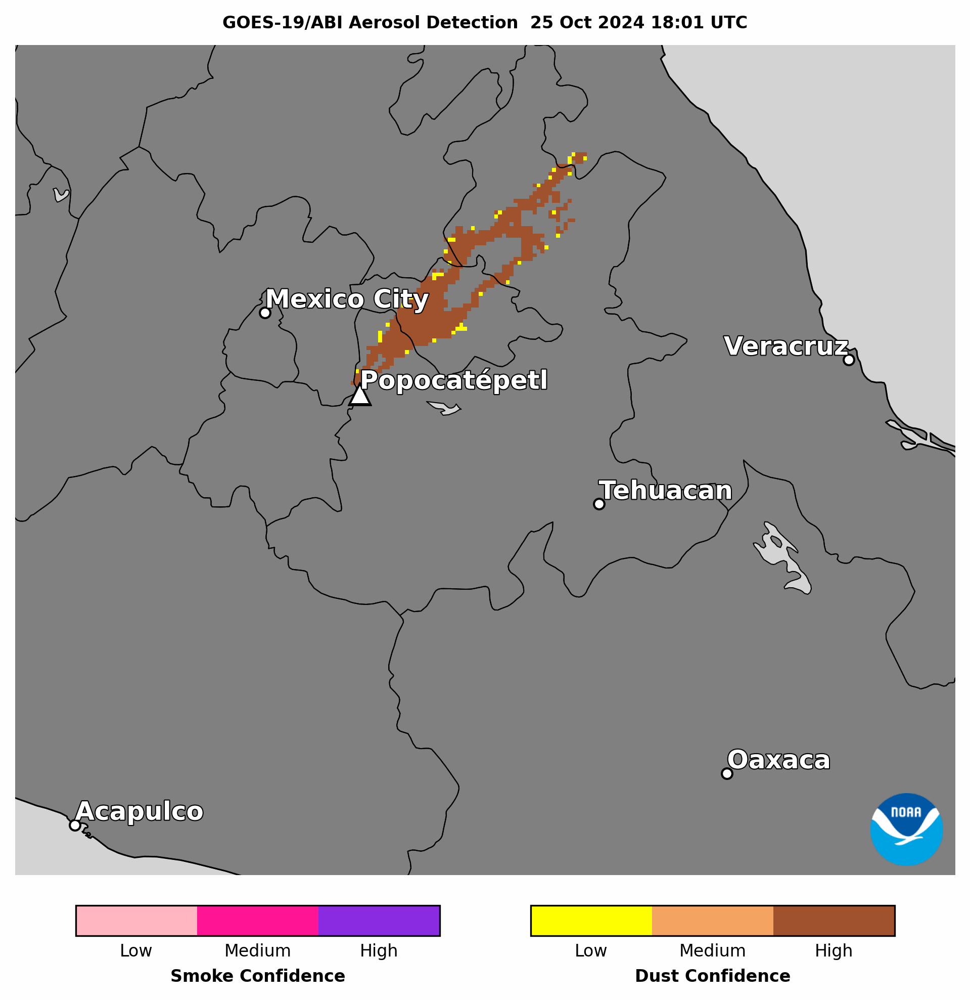 GOES-19/ABI Aerosol Detection  25 Oct 2024 18:01 UTC
Mexico City
Veracruz
Popocatépetl
Tehuacan
Oaxaca
NOAA
Acapulco
Low Medium High
Smoke Confidence
Low Medium High
Dust Confidence